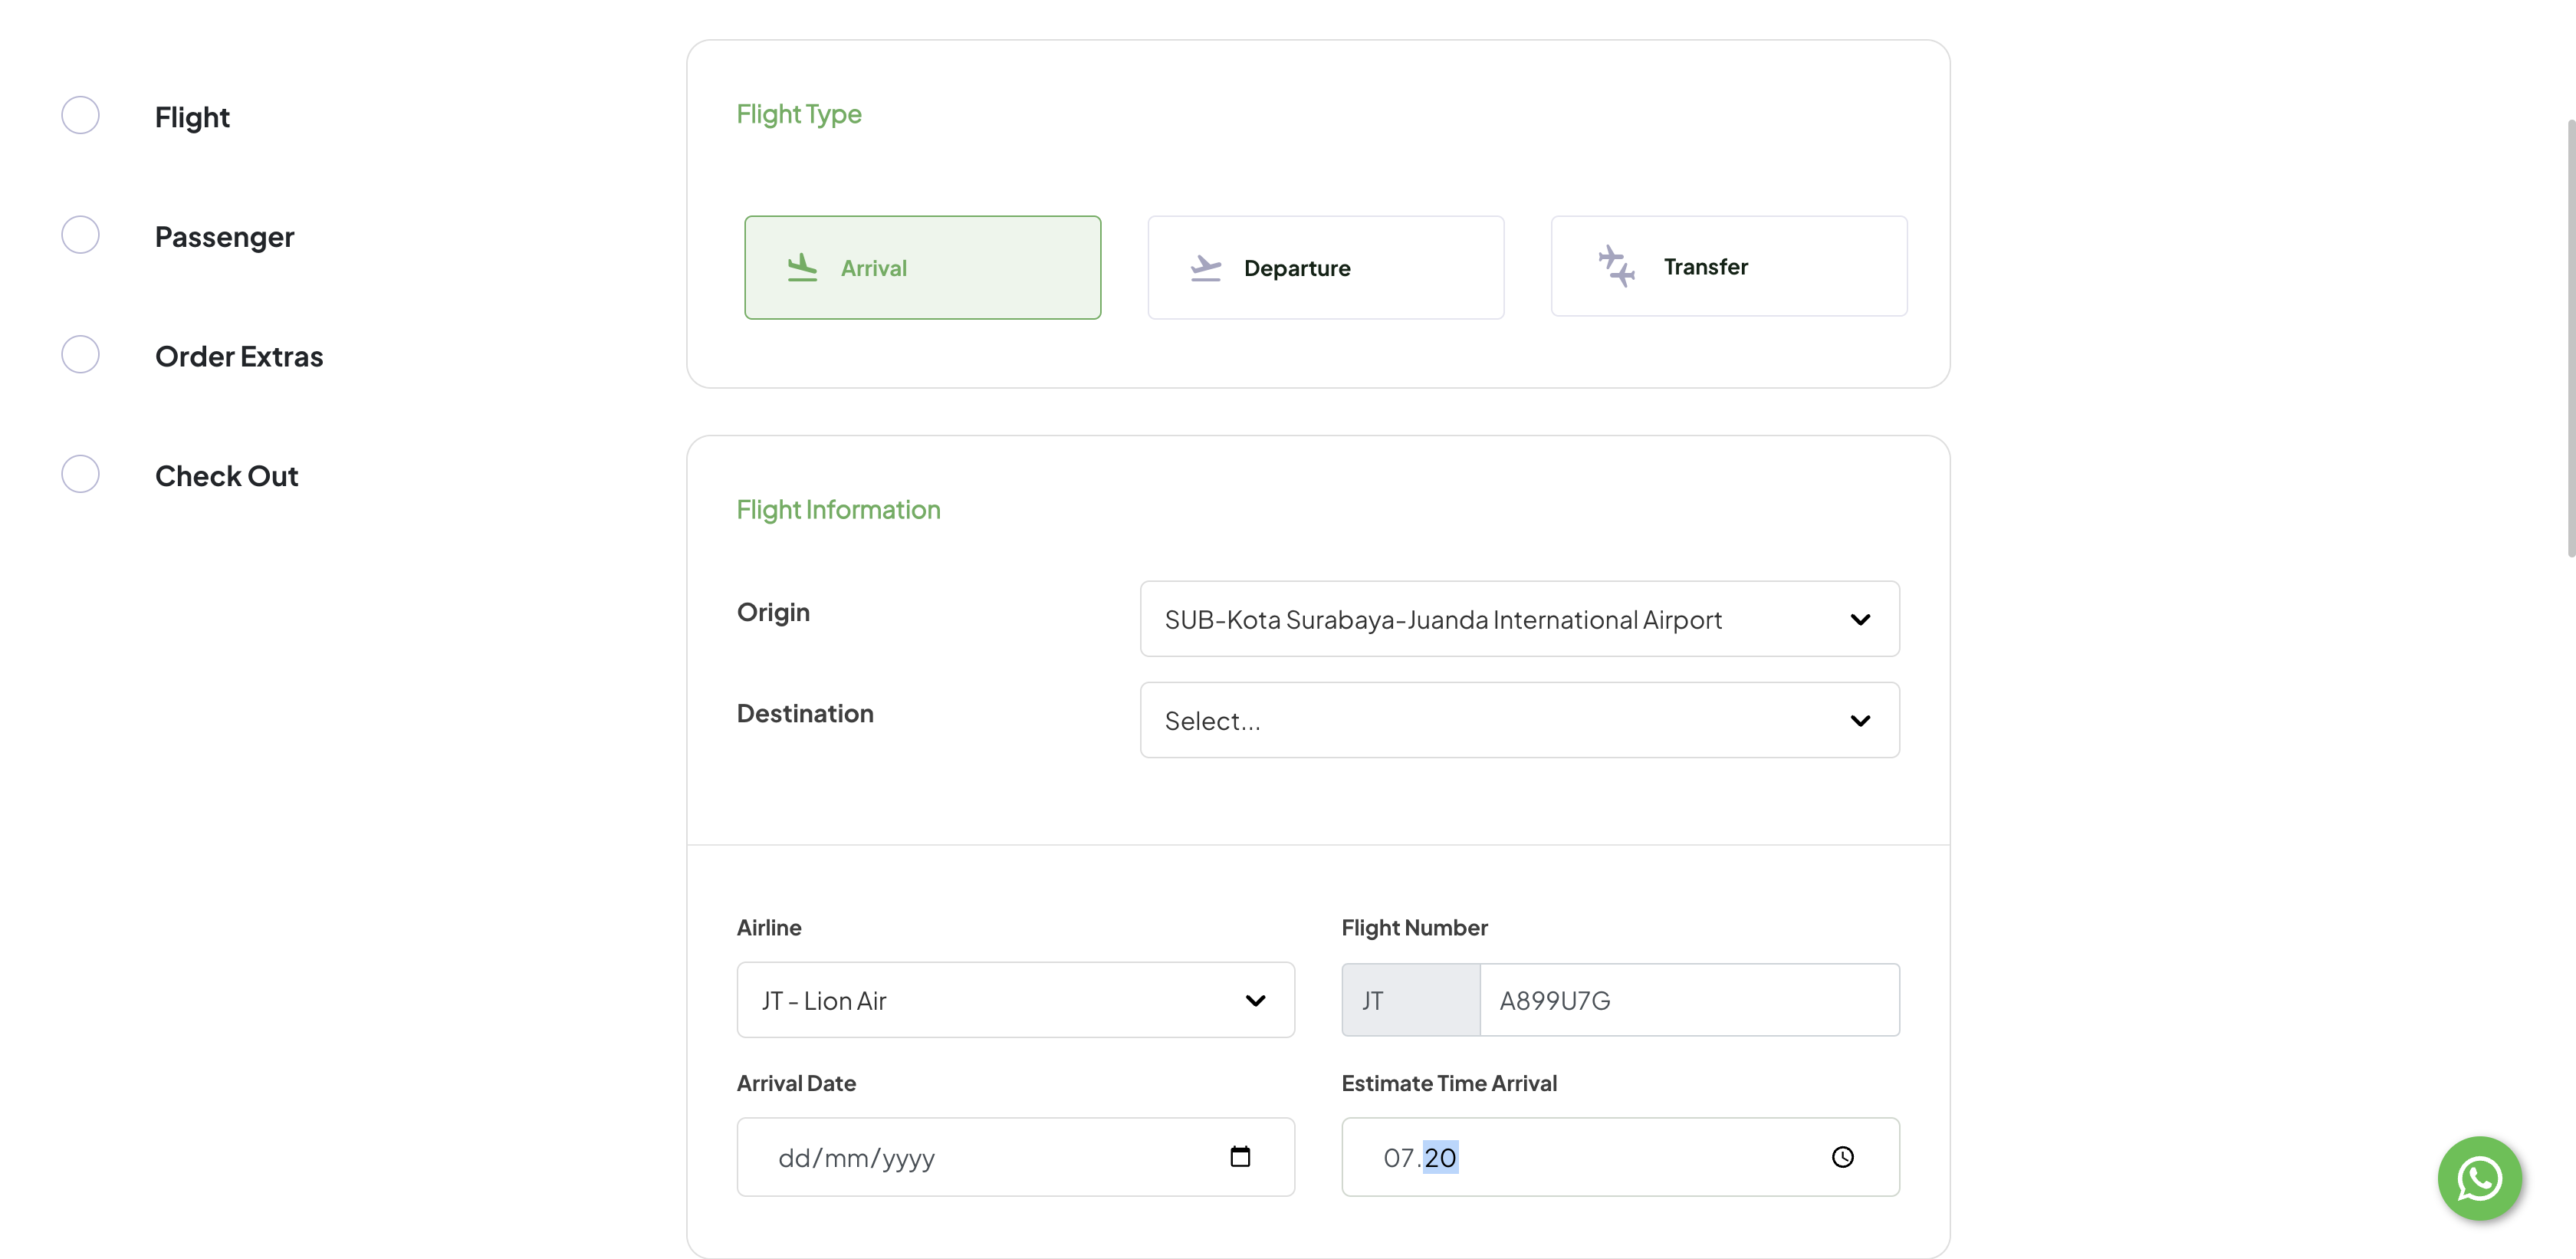 Flight
Passenger
Order Extras
Check Out
Flight Type
Arrival
Departure
Transfer
Flight Information
Origin
SUB-Kota Surabaya-Juanda International Airport
Destination
Select...
Airline
JT - Lion Air
Flight Number
JT
A899U7G
Arrival Date
dd/mm/yyyy
Estimate Time Arrival
07.20